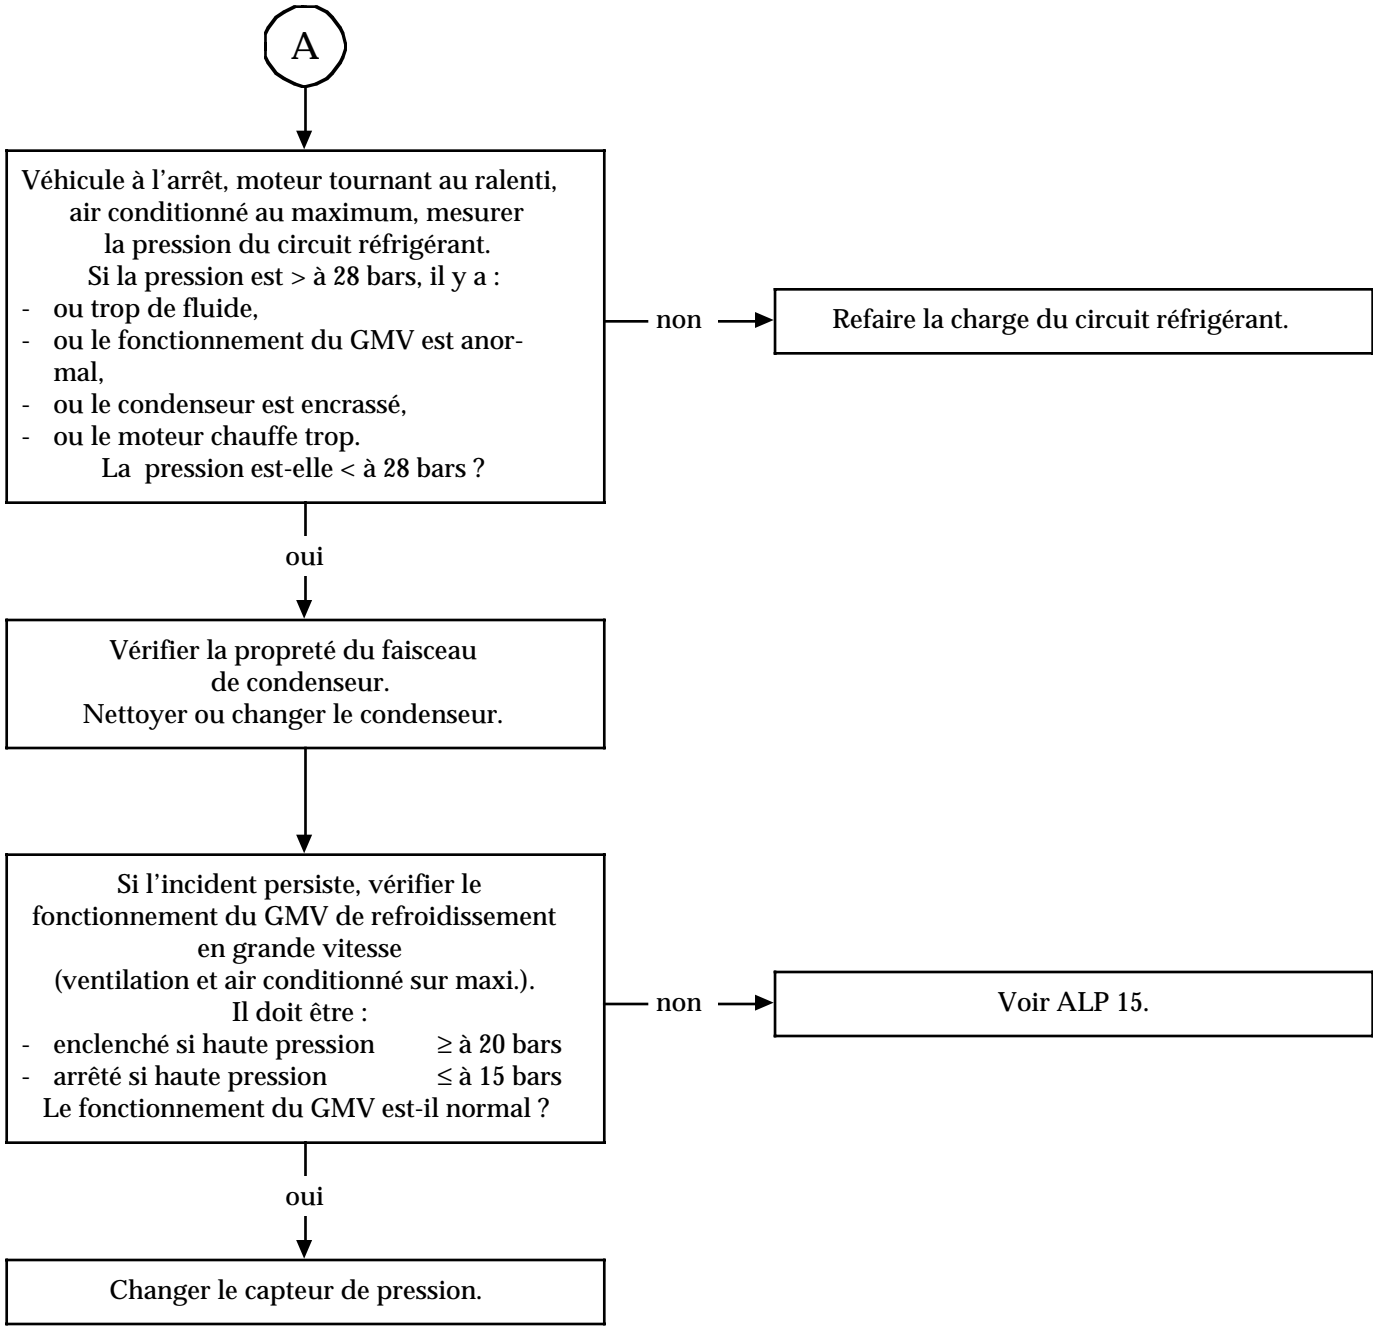 A
Véhicule à l'arrêt, moteur tournant au ralenti,
air conditionné au maximum, mesurer
la pression du circuit réfrigérant.
Si la pression est > à 28 bars, il y a :
- ou trop de fluide,
- ou le fonctionnement du GMV est anor-
mal,
- ou le condenseur est encrassé,
- ou le moteur chauffe trop.
La pression est-elle < à 28 bars ?
non
Refaire la charge du circuit réfrigérant.
oui
Vérifier la propreté du faisceau
de condenseur.
Nettoyer ou changer le condenseur.
Si l'incident persiste, vérifier le
fonctionnement du GMV de refroidissement
en grande vitesse
(ventilation et air conditionné sur maxi.).
Il doit être :
- enclenché si haute pression ≥ à 20 bars
- arrêté si haute pression ≤ à 15 bars
Le fonctionnement du GMV est-il normal ?
non
Voir ALP 15.
oui
Changer le capteur de pression.